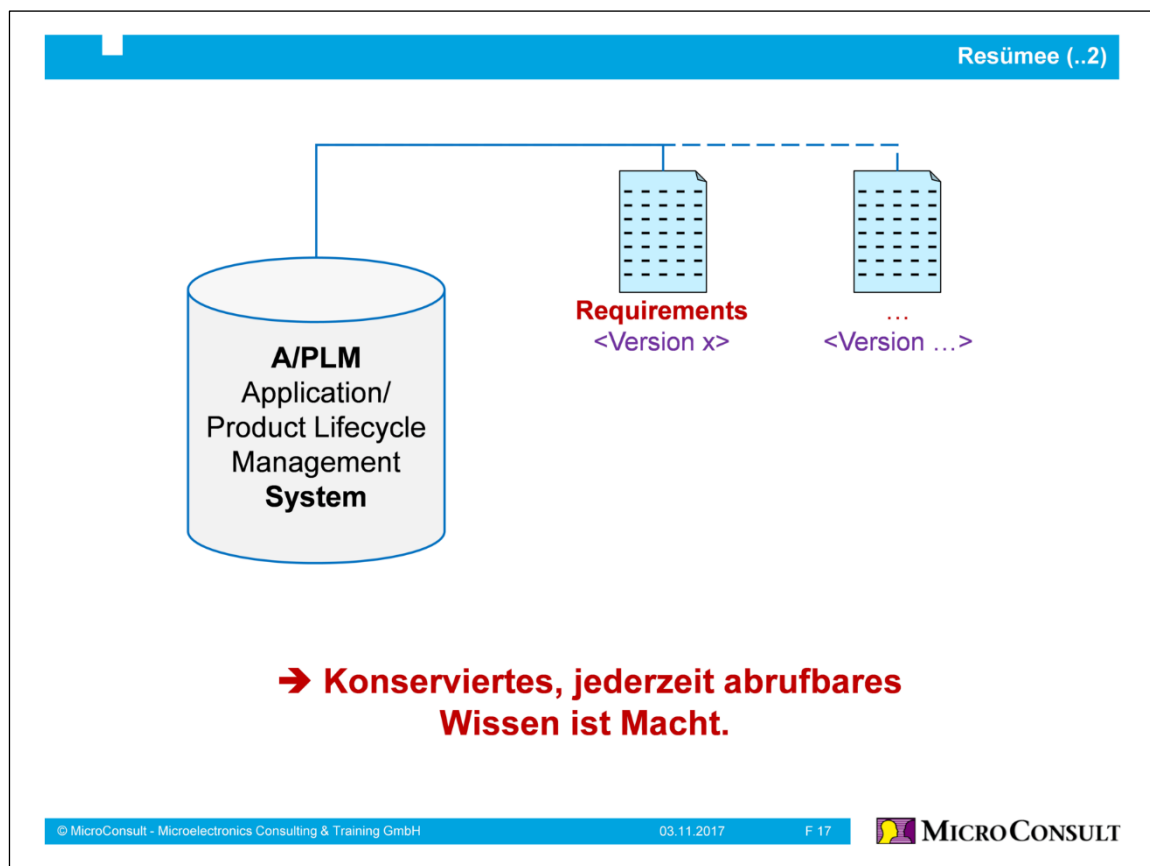 Resümee (..2)
Requirements
<Version x>
…
<Version …>
A/PLM
Application/
Product Lifecycle
Management
System
➔ Konserviertes, jederzeit abrufbares
Wissen ist Macht.
© MicroConsult - Microelectronics Consulting & Training GmbH
03.11.2017
F 17
MICROCONSULT